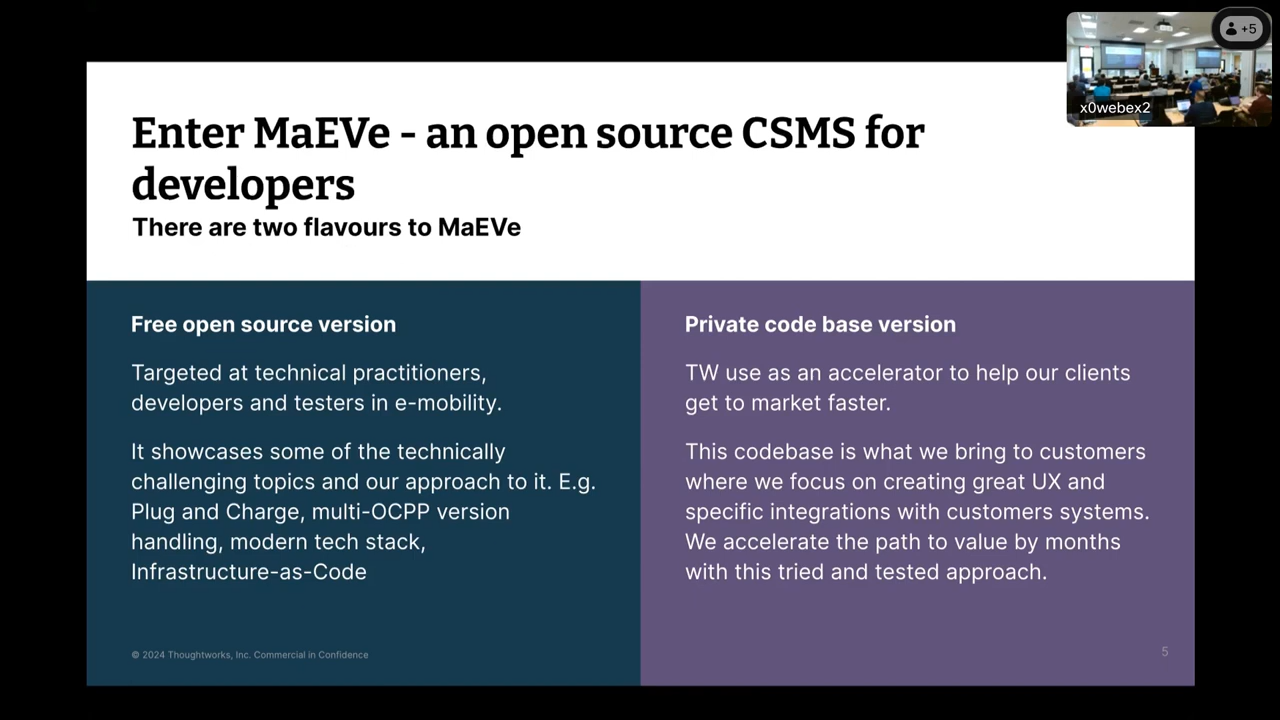 +5
x0webex2
Enter MaEVe - an open source CSMS for
developers
There are two flavours to MaEVe
Free open source version
Targeted at technical practitioners,
developers and testers in e-mobility.
It showcases some of the technically
challenging topics and our approach to it. E.g.
Plug and Charge, multi-OCPP version
handling, modern tech stack,
Infrastructure-as-Code
Private code base version
TW use as an accelerator to help our clients
get to market faster.
This codebase is what we bring to customers
where we focus on creating great UX and
specific integrations with customers systems.
We accelerate the path to value by months
with this tried and tested approach.
© 2024 Thoughtworks, Inc. Commercial in Confidence
5